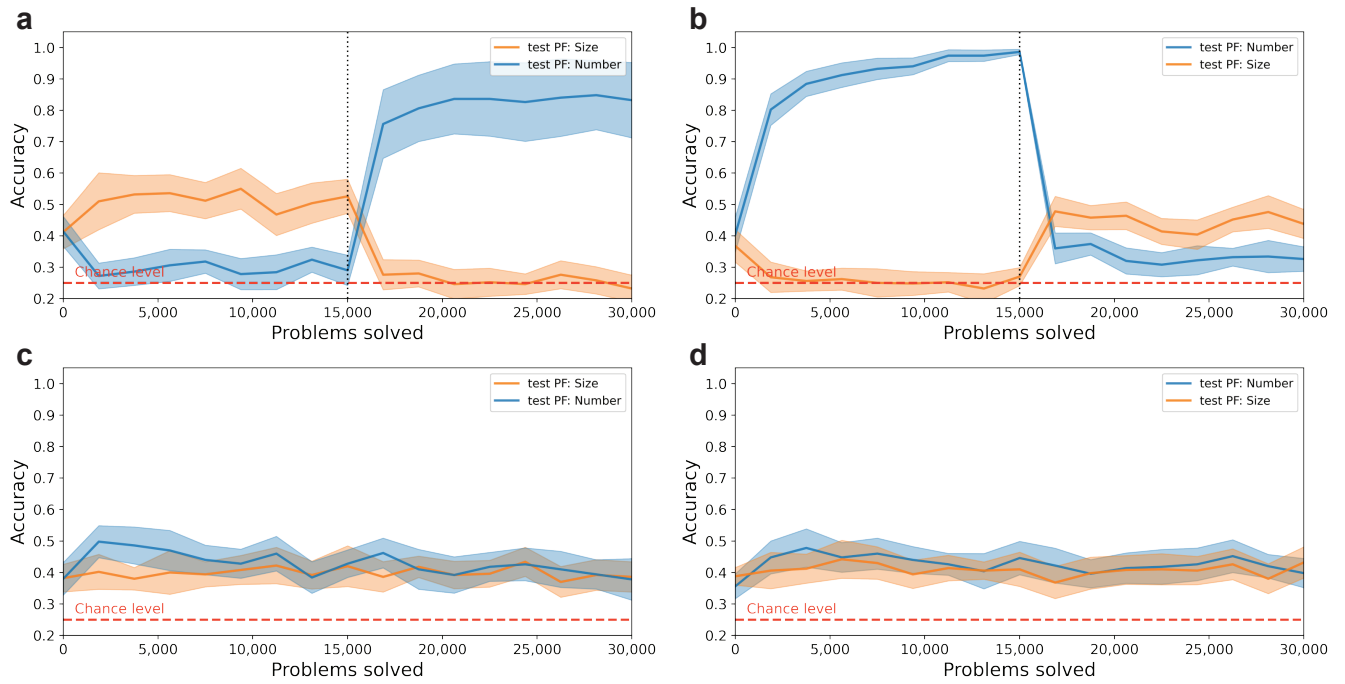 a
1.0
0.9
0.8
0.7
0.6
0.5
0.4
0.3
0.2
Accuracy
test PF: Size
test PF: Number
Chance level
0 5,000 10,000 15,000 20,000 25,000 30,000
Problems solved
b
1.0
0.9
0.8
0.7
0.6
0.5
0.4
0.3
0.2
Accuracy
test PF: Number
test PF: Size
Chance level
0 5,000 10,000 15,000 20,000 25,000 30,000
Problems solved
c
1.0
0.9
0.8
0.7
0.6
0.5
0.4
0.3
0.2
Accuracy
test PF: Size
test PF: Number
Chance level
0 5,000 10,000 15,000 20,000 25,000 30,000
Problems solved
d
1.0
0.9
0.8
0.7
0.6
0.5
0.4
0.3
0.2
Accuracy
test PF: Number
test PF: Size
Chance level
0 5,000 10,000 15,000 20,000 25,000 30,000
Problems solved